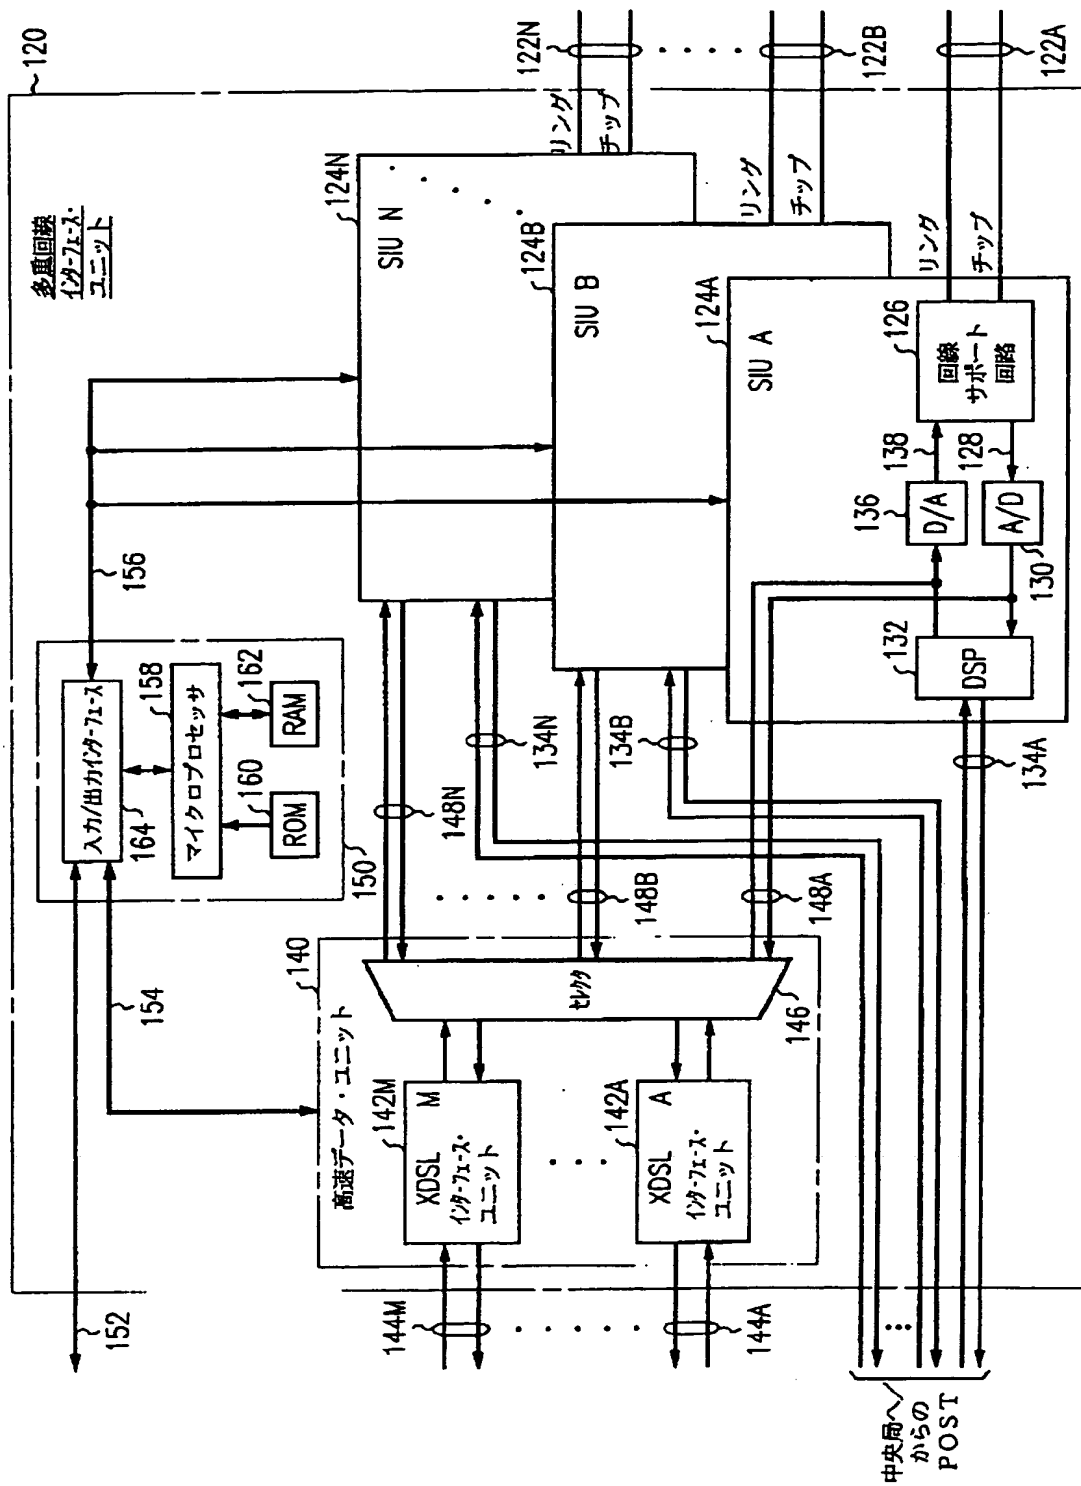 120
多重回線
インターフェース・
ユニット
122N
リング
チップ
122B
リング
チップ
122A
リング
チップ
124N
SIU N
124B
SIU B
124A
SIU A
126
回線
サポート
回路
138
128
136
D/A
A/D
130
132
DSP
156
入力/出力インターフェース
164
158
マイクロプロセッサ
162
RAM
160
ROM
150
152
154
134N
134B
134A
148N
148B
148A
140
高速データ・ユニット
セレクタ
146
142M
XDSL M
インターフェース・
ユニット
142A
XDSL A
インターフェース・
ユニット
144M
144A
中央局へ/
からの
POST